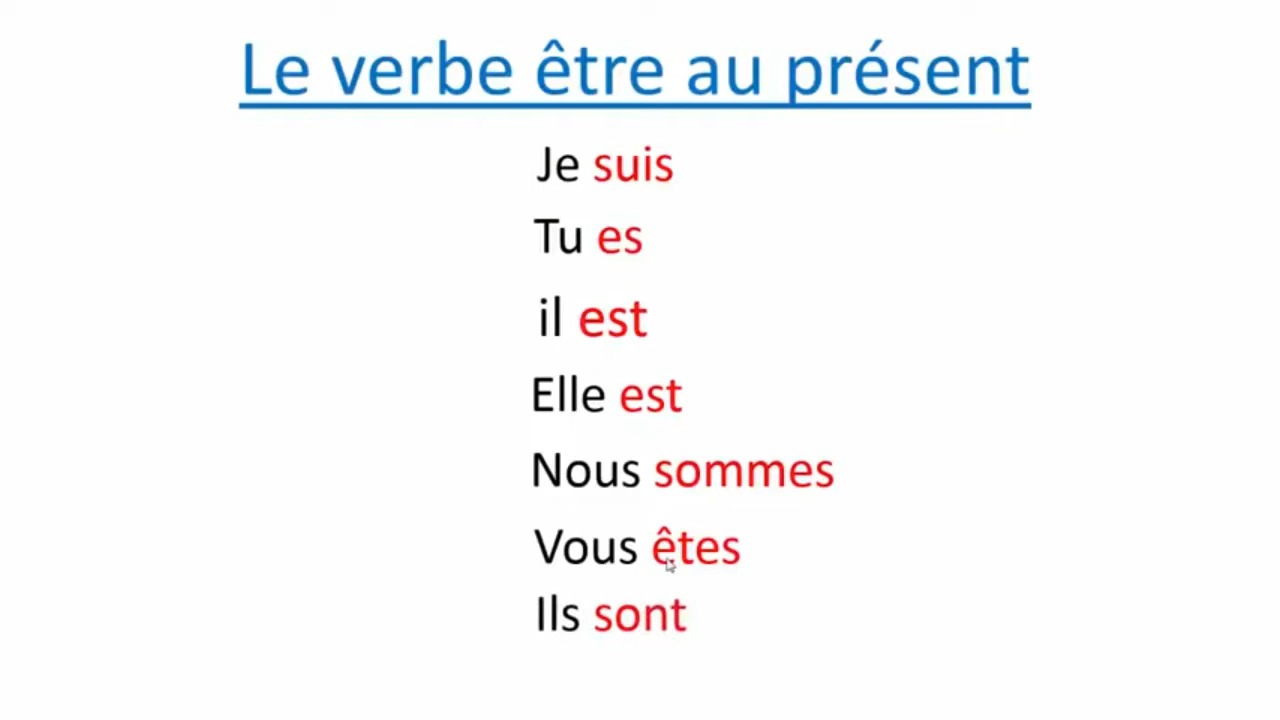 Le verbe être au présent
Je suis
Tu es
il est
Elle est
Nous sommes
Vous êtes
Ils sont